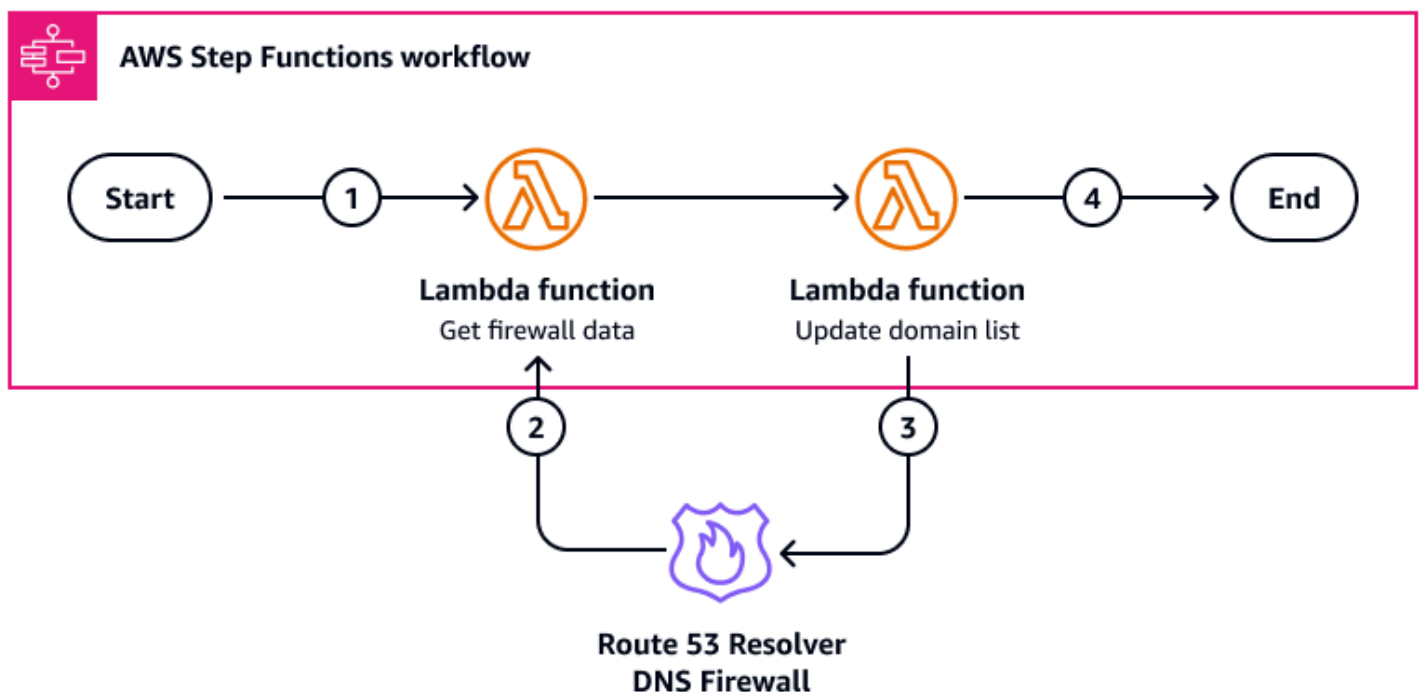 AWS Step Functions workflow
Start
1
4
End
Lambda function
Get firewall data
Lambda function
Update domain list
2
3
Route 53 Resolver
DNS Firewall